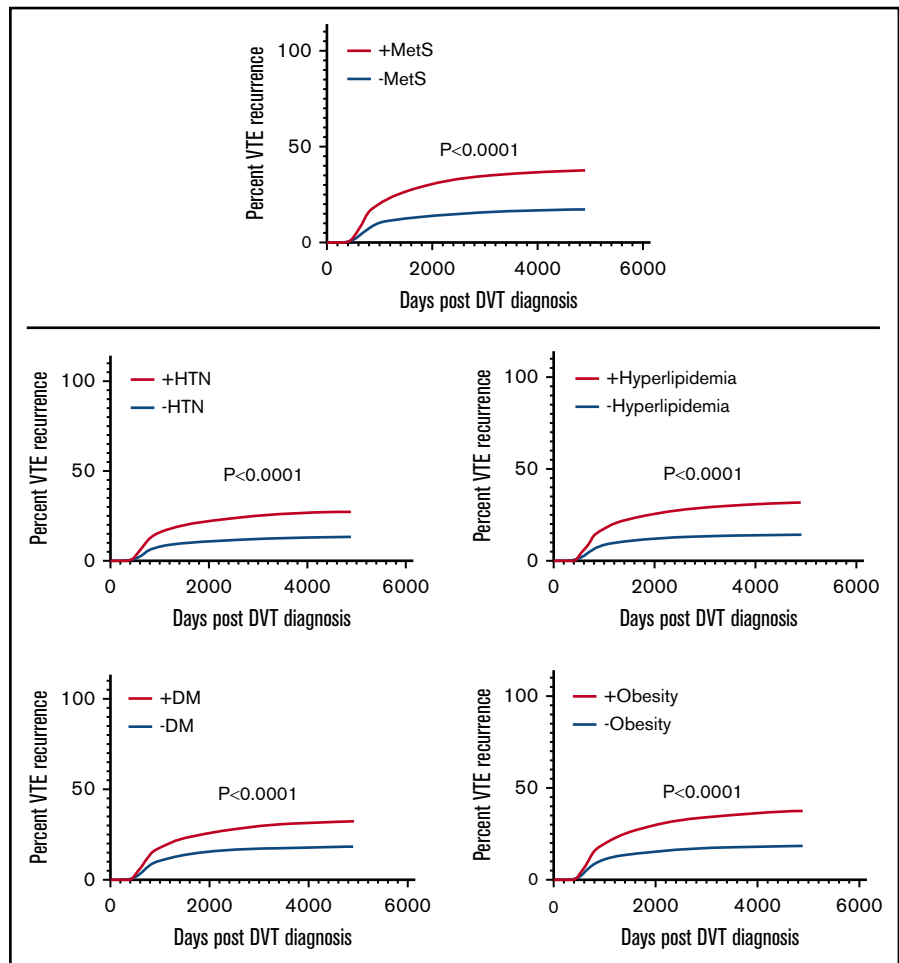 +MetS
-MetS
100
50
0
P<0.0001
Percent VTE recurrence
0 2000 4000 6000
Days post DVT diagnosis
+HTN
-HTN
100
50
0
P<0.0001
Percent VTE recurrence
0 2000 4000 6000
Days post DVT diagnosis
+Hyperlipidemia
-Hyperlipidemia
100
50
0
P<0.0001
Percent VTE recurrence
0 2000 4000 6000
Days post DVT diagnosis
+DM
-DM
100
50
0
P<0.0001
Percent VTE recurrence
0 2000 4000 6000
Days post DVT diagnosis
+Obesity
-Obesity
100
50
0
P<0.0001
Percent VTE recurrence
0 2000 4000 6000
Days post DVT diagnosis